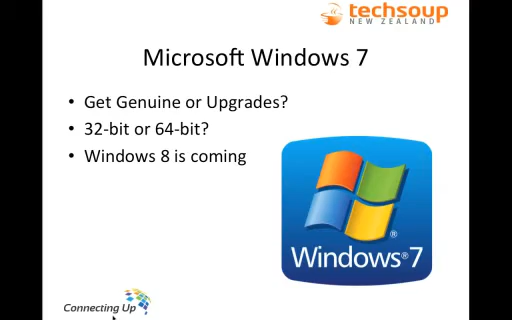 techsoup
NEW ZEALAND
Microsoft Windows 7
• Get Genuine or Upgrades?
• 32-bit or 64-bit?
• Windows 8 is coming
Windows®7
Connecting Up